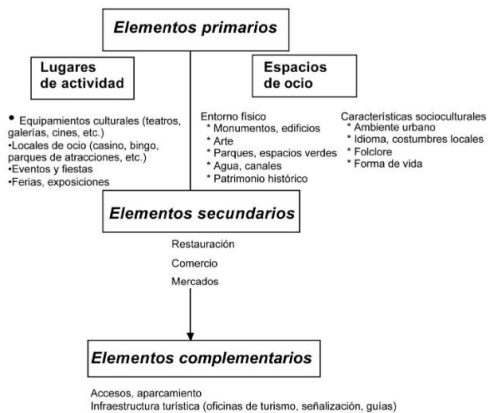 Elementos primarios
Lugares
de actividad
Espacios
de ocio
• Equipamientos culturales (teatros,
galerías, cines, etc.)
•Locales de ocio (casino, bingo,
parques de atracciones, etc.)
•Eventos y fiestas
•Ferias, exposiciones
Entorno físico
* Monumentos, edificios
* Arte
* Parques, espacios verdes
* Agua, canales
* Patrimonio histórico
Características socioculturales
* Ambiente urbano
* Idioma, costumbres locales
* Folclore
* Forma de vida
Elementos secundarios
Restauración
Comercio
Mercados
Elementos complementarios
Accesos, aparcamiento
Infraestructura turística (oficinas de turismo, señalización, guías)